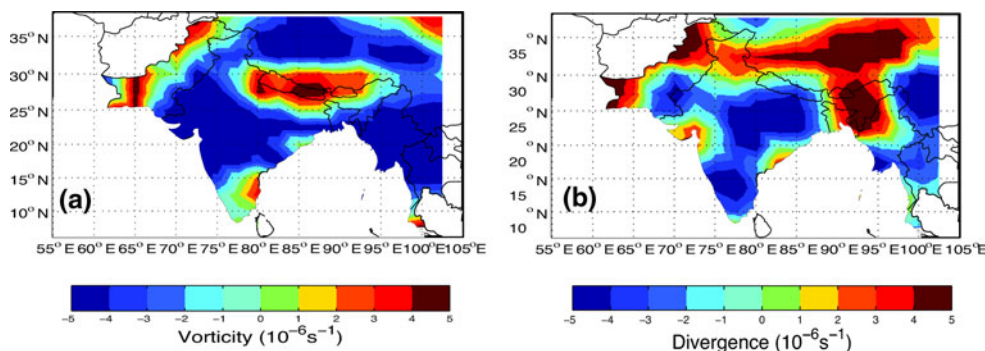 35° N
30° N
25° N
20° N
15° N
10° N
(a)
55° E 60° E 65° E 70° E 75° E 80° E 85° E 90° E 95° E 100° E 105° E
-5 -4 -3 -2 -1 0 1 2 3 4 5
Vorticity (10⁻⁶s⁻¹)
35° N
30 N
25° N
20° N
15° N
10 N
(b)
55° E 60° E 65° E 70° E 75° E 80° E 85° E 90° E 95° E 100° E 105° E
-5 -4 -3 -2 -1 0 1 2 3 4 5
Divergence (10⁻⁶s⁻¹)